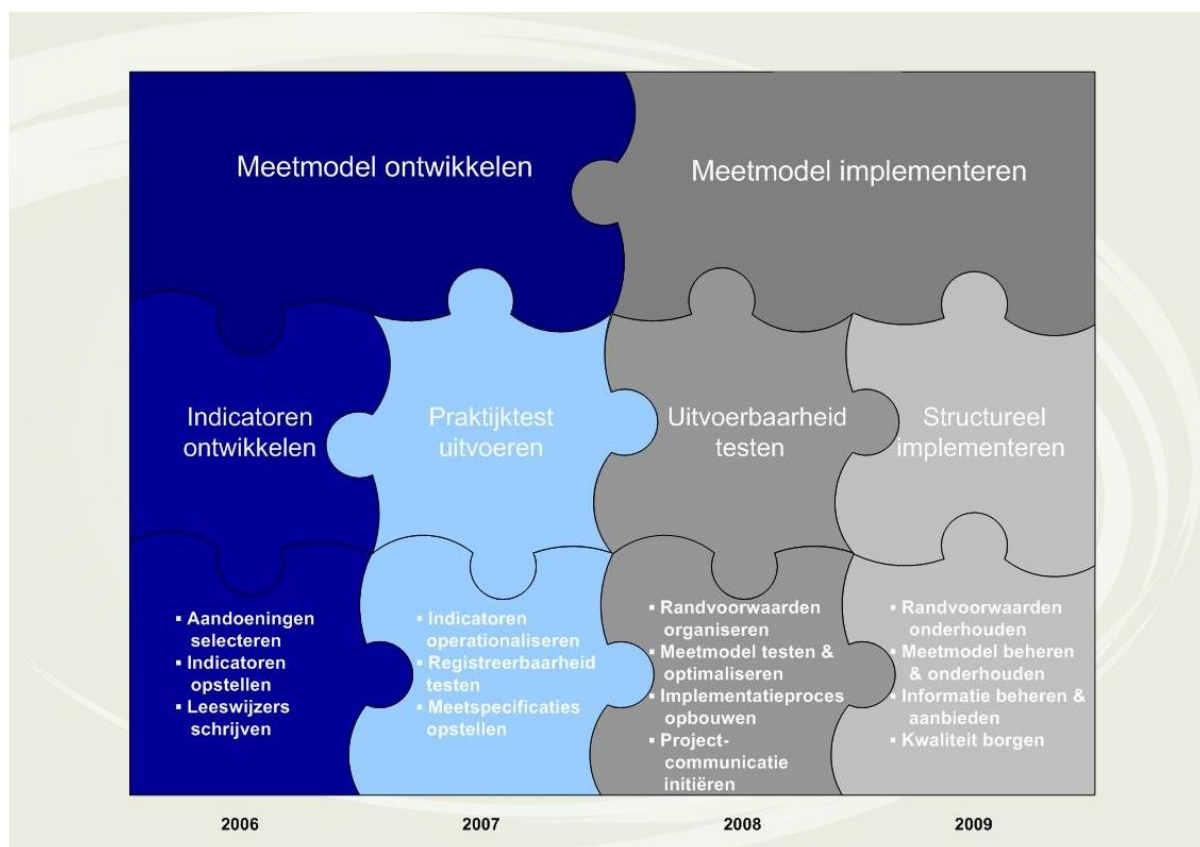 Meetmodel ontwikkelen
Meetmodel implementeren
Indicatoren
ontwikkelen
Praktijktest
uitvoeren
Uitvoerbaarheid
testen
Structureel
implementeren
▪ Aandoeningen
selecteren
▪ Indicatoren
opstellen
▪ Leeswijzers
schrijven
▪ Indicatoren
operationaliseren
▪ Registreerbaarheid
testen
▪ Meetspecificaties
opstellen
▪ Randvoorwaarden
organiseren
▪ Meetmodel testen &
optimaliseren
▪ Implementatieproces
opbouwen
▪ Project-
communicatie
initiëren
▪ Randvoorwaarden
onderhouden
▪ Meetmodel beheren
& onderhouden
▪ Informatie beheren &
aanbieden
▪ Kwaliteit borgen
2006
2007
2008
2009